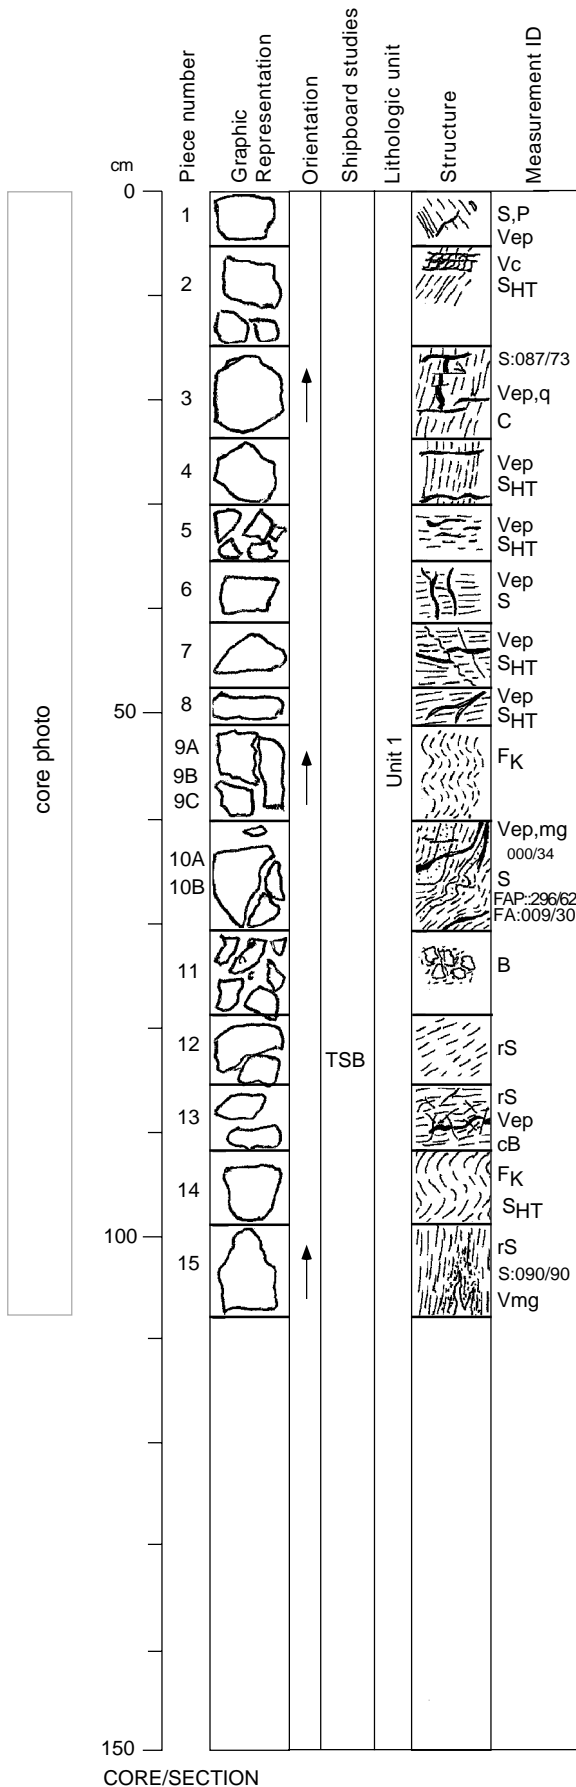 Piece number
Graphic
Representation
Orientation
Shipboard studies
Lithologic unit
Structure
Measurement ID
cm
0
1
S,P
Vep
2
Vc
SHT
3
S:087/73
Vep,q
C
4
Vep
SHT
5
Vep
SHT
6
Vep
S
7
Vep
SHT
50
8
Vep
SHT
9A
9B
9C
Unit 1
FK
core photo
10A
10B
Vep,mg
000/34
S
FAP::296/62
FA:009/30
11
B
12
TSB
rS
13
rS
Vep
cB
14
FK
SHT
100
15
rS
S:090/90
Vmg
150
CORE/SECTION